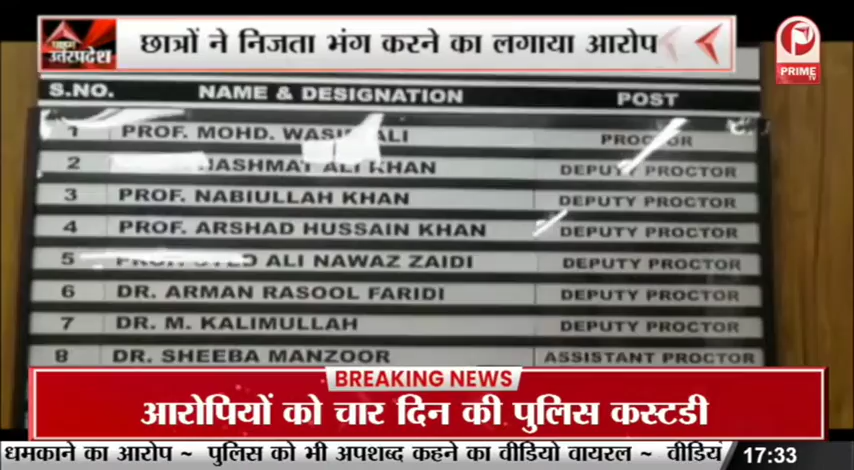 प्राइम
उत्तरप्रदेश
छात्रों ने निजता भंग करने का लगाया आरोप
PRIME
TV
S.NO. NAME & DESIGNATION POST
1 PROF. MOHD. ALI PROCTOR
2 HASHMAT ALI KHAN DEPUTY PROCTOR
3 PROF. NABIULLAH KHAN DEPUTY PROCTOR
4 PROF. ARSHAD HUSSAIN KHAN DEPUTY PROCTOR
5 ALI NAWAZ ZAIDI DEPUTY PROCTOR
6 DR. ARMAN RASOOL FARIDI DEPUTY PROCTOR
7 DR. M. KALIMULLAH DEPUTY PROCTOR
8 DR. SHEEBA MANZOOR ASSISTANT PROCTOR
BREAKING NEWS
आरोपियों को चार दिन की पुलिस कस्टडी
धमकाने का आरोप ~ पुलिस को भी अपशब्द कहने का वीडियो वायरल ~ 17:33